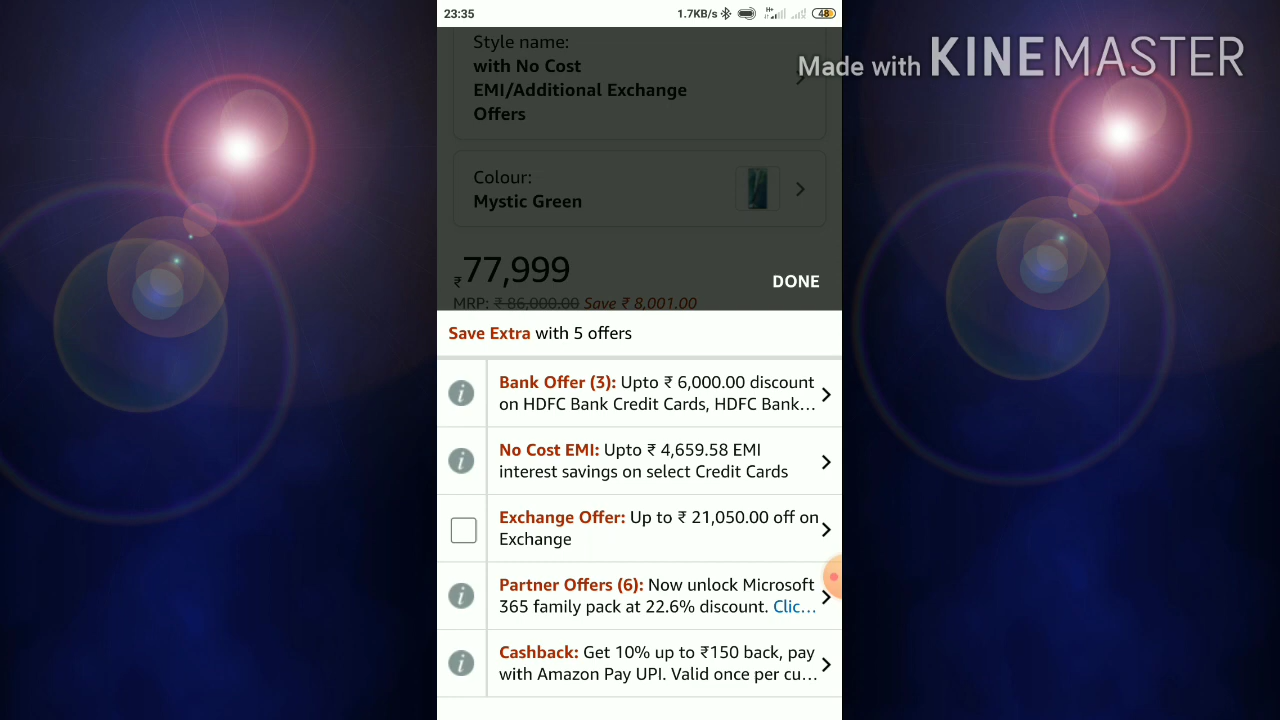 23:35
1.7KB/s
H+
48
Made with KINEMASTER
Style name:
with No Cost
EMI/Additional Exchange
Offers
Colour:
Mystic Green
₹77,999
DONE
MRP: ₹ 86,000.00 Save ₹ 8,001.00
Save Extra with 5 offers
Bank Offer (3): Upto ₹ 6,000.00 discount
on HDFC Bank Credit Cards, HDFC Bank...
No Cost EMI: Upto ₹ 4,659.58 EMI
interest savings on select Credit Cards
Exchange Offer: Up to ₹ 21,050.00 off on
Exchange
Partner Offers (6): Now unlock Microsoft
365 family pack at 22.6% discount. Clic...
Cashback: Get 10% up to ₹150 back, pay
with Amazon Pay UPI. Valid once per cu...